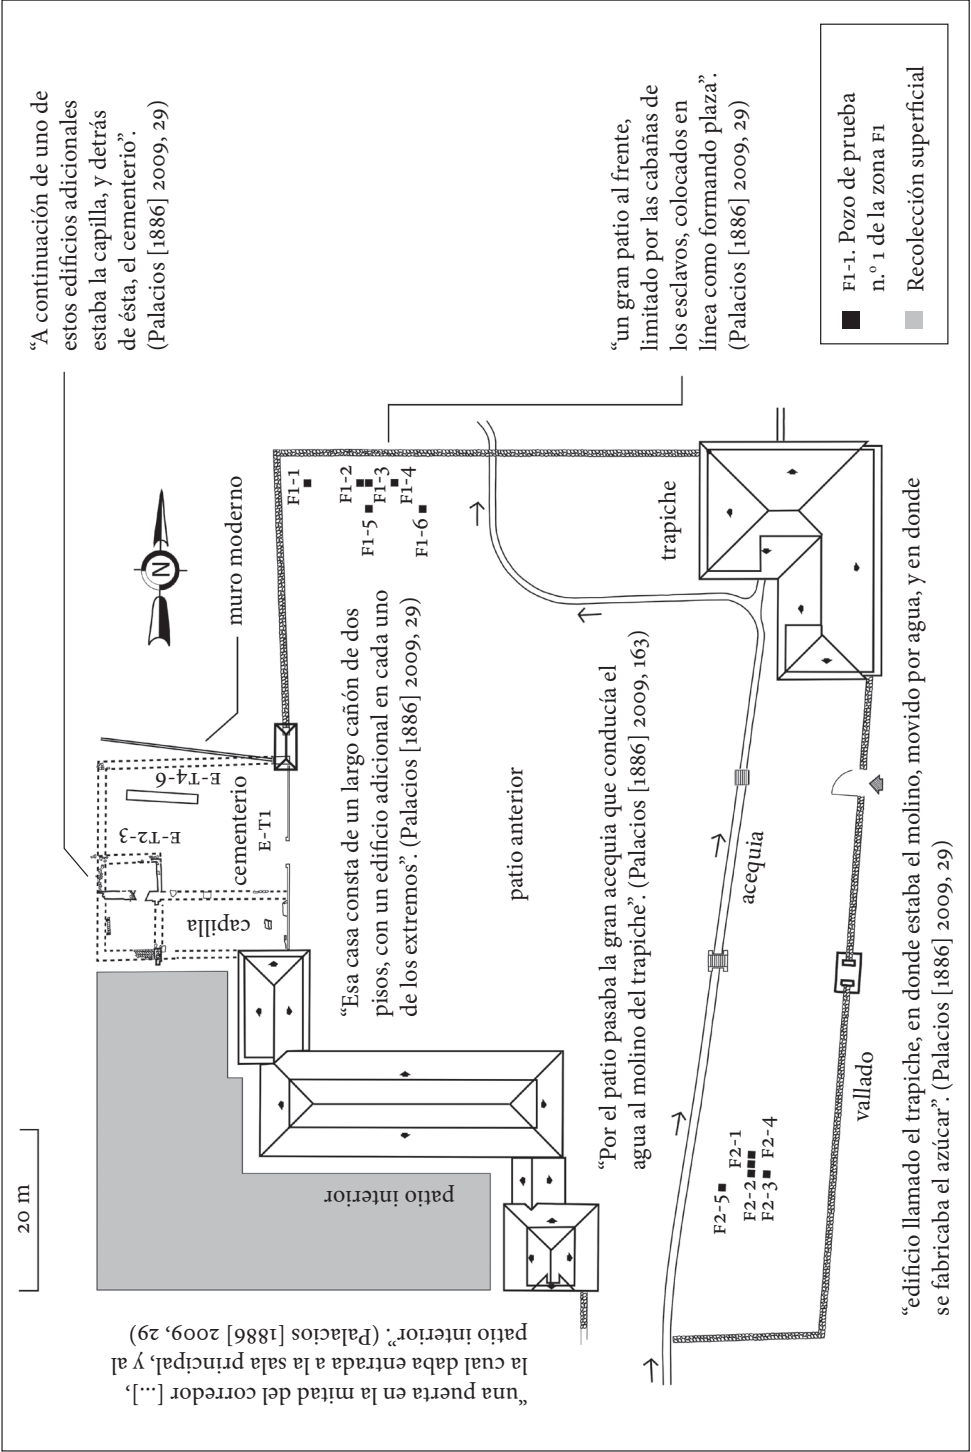 “A continuación de uno de
estos edificios adicionales
estaba la capilla, y detrás
de ésta, el cementerio”.
(Palacios [1886] 2009, 29)
“un gran patio al frente,
limitado por las cabañas de
los esclavos, colocados en
línea como formando plaza”.
(Palacios [1886] 2009, 29)
F1-1. Pozo de prueba
n.º 1 de la zona F1
Recolección superficial
20 m
N
muro moderno
E-T4-6
E-T2-3
cementerio
E-T1
capilla
F1-1
F1-2
F1-3
F1-4
F1-5
F1-6
“Esa casa consta de un largo cañón de dos
pisos, con un edificio adicional en cada uno
de los extremos”. (Palacios [1886] 2009, 29)
patio anterior
trapiche
“Por el patio pasaba la gran acequia que conducía el
agua al molino del trapiche”. (Palacios [1886] 2009, 163)
acequia
vallado
patio interior
F2-5
F2-1
F2-2
F2-3
F2-4
“una puerta en la mitad del corredor [...],
la cual daba entrada a la sala principal, y al
patio interior”. (Palacios [1886] 2009, 29)
“edificio llamado el trapiche, en donde estaba el molino, movido por agua, y en donde
se fabricaba el azúcar”. (Palacios [1886] 2009, 29)